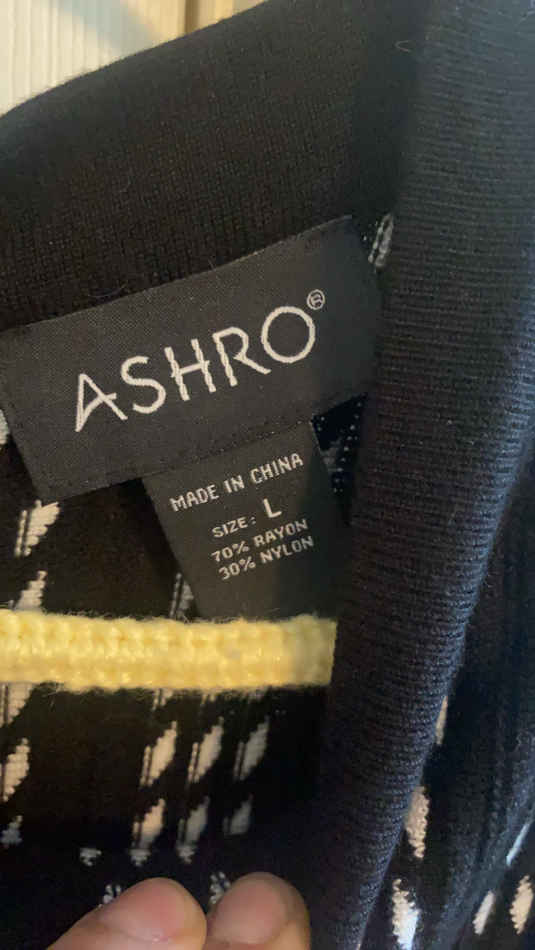 ASHRO®
MADE IN CHINA
SIZE: L
70% RAYON
30% NYLON